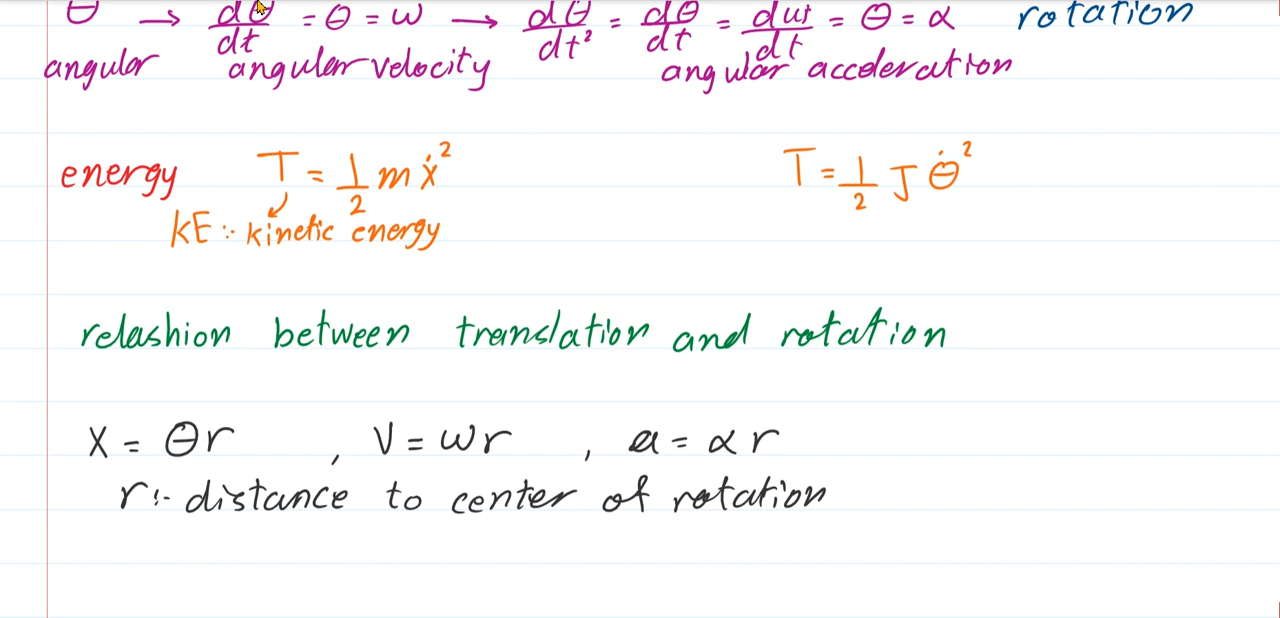 θ → dθ/dt = θ = ω → dθ/dt² = dθ/dt = dω/dt = θ = α rotation
angular angular velocity angular acceleration
energy T = 1/2 m ẋ² T = 1/2 J θ̇²
KE :- kinetic energy
relashion between translation and rotation
x = θr , V = ωr , a = αr
r :- distance to center of rotation